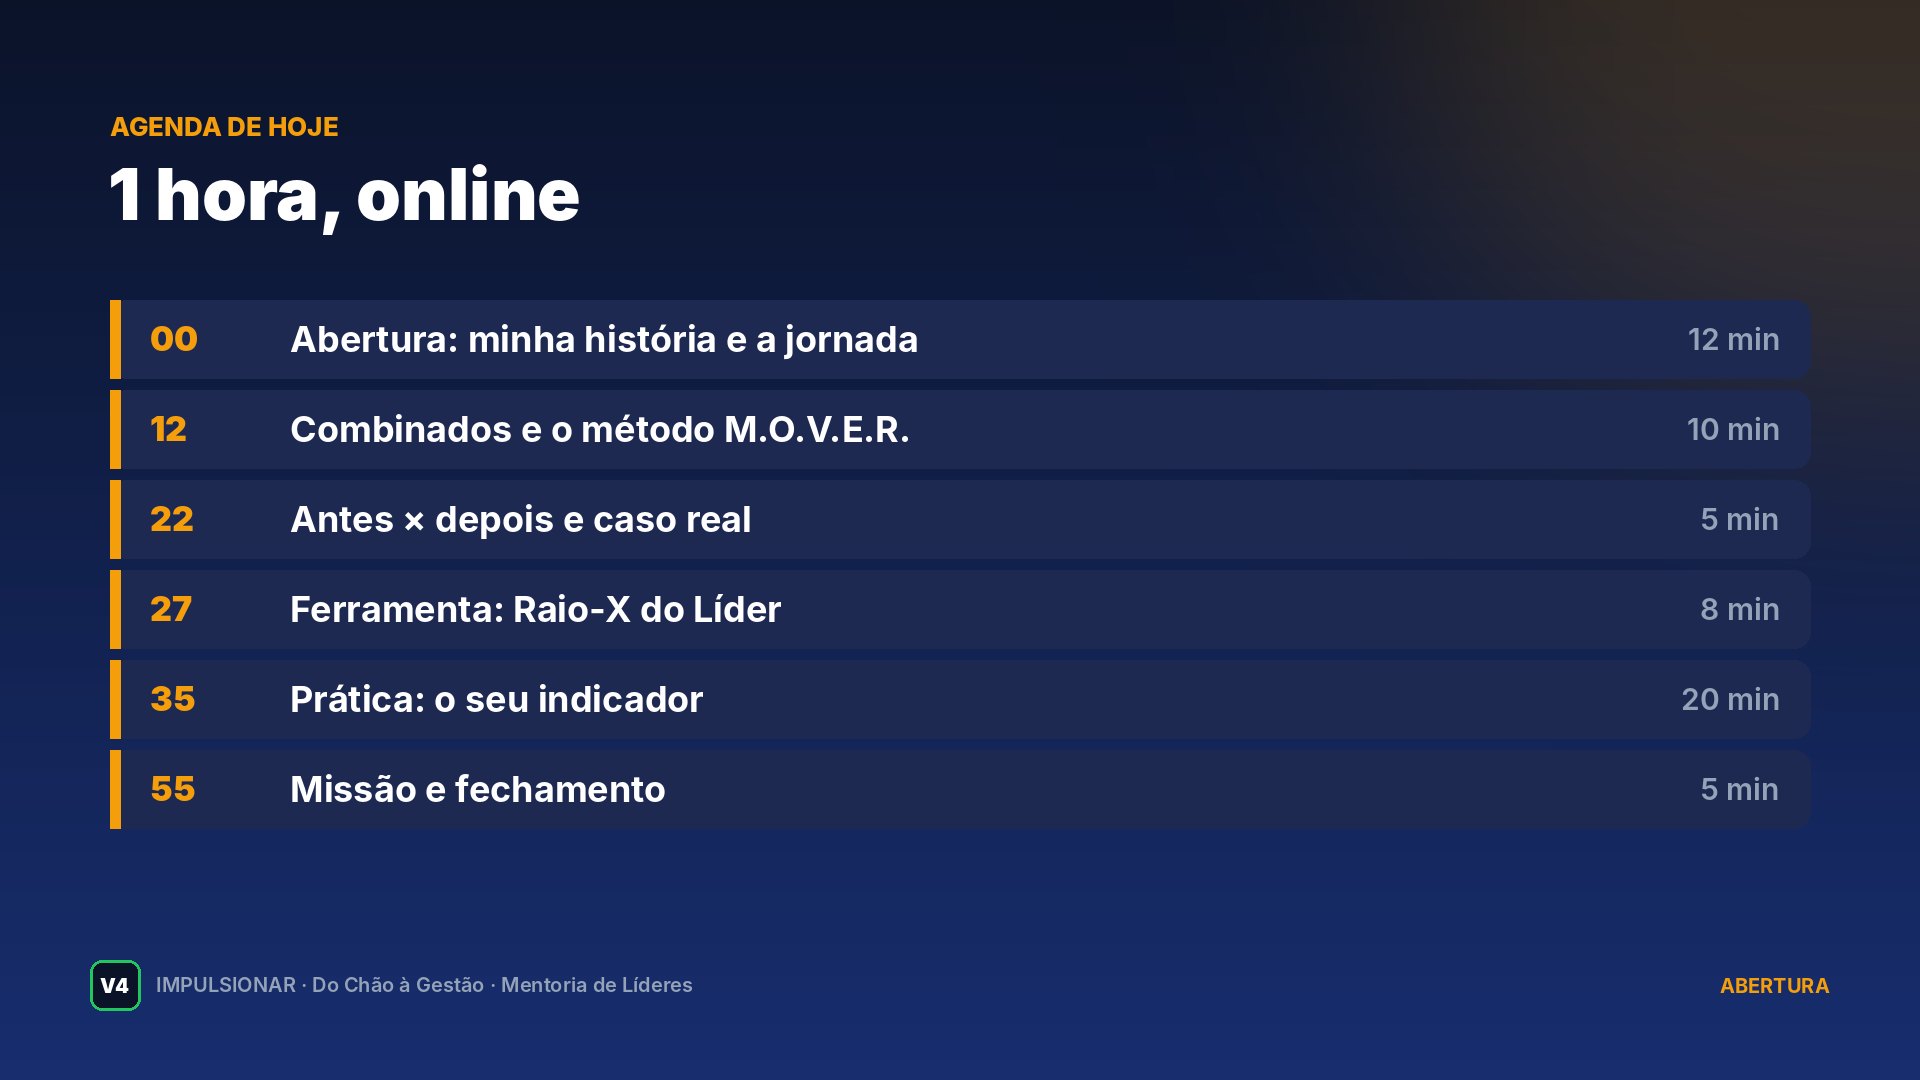 AGENDA DE HOJE
1 hora, online
00 Abertura: minha história e a jornada 12 min
12 Combinados e o método M.O.V.E.R. 10 min
22 Antes × depois e caso real 5 min
27 Ferramenta: Raio-X do Líder 8 min
35 Prática: o seu indicador 20 min
55 Missão e fechamento 5 min
V4 IMPULSIONAR · Do Chão à Gestão · Mentoria de Líderes ABERTURA